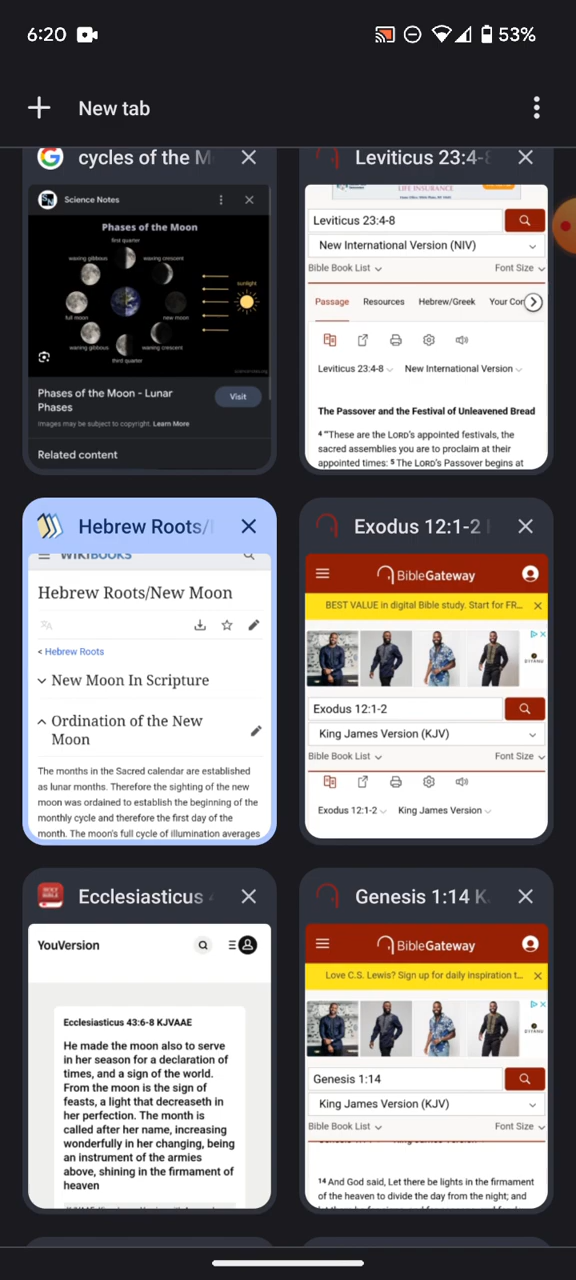 6:20
53%
New tab
cycles of the M
Science Notes
Phases of the Moon
first quarter
waxing gibbous
waxing crescent
sunlight
full moon
new moon
waning gibbous
waning crescent
third quarter
sciencenotes.org
Phases of the Moon - Lunar
Phases
Visit
Images may be subject to copyright. Learn More
Related content
Leviticus 23:4-8
LIFE INSURANCE
Leviticus 23:4-8
New International Version (NIV)
Bible Book List
Font Size
Passage
Resources
Hebrew/Greek
Your Con
Leviticus 23:4-8
New International Version
The Passover and the Festival of Unleavened Bread
4 “These are the LORD’s appointed festivals, the
sacred assemblies you are to proclaim at their
appointed times: 5 The LORD’s Passover begins at
Hebrew Roots/
WIKIBOOKS
Hebrew Roots/New Moon
< Hebrew Roots
New Moon In Scripture
Ordination of the New
Moon
The months in the Sacred calendar are established
as lunar months. Therefore the sighting of the new
moon was ordained to establish the beginning of the
monthly cycle and therefore the first day of the
month. The moon's full cycle of illumination averages
Exodus 12:1-2
BibleGateway
BEST VALUE in digital Bible study. Start for FR...
Exodus 12:1-2
King James Version (KJV)
Bible Book List
Font Size
Exodus 12:1-2
King James Version
Ecclesiasticus
HOLY BIBLE
YouVersion
Ecclesiasticus 43:6-8 KJVAAE
He made the moon also to serve
in her season for a declaration of
times, and a sign of the world.
From the moon is the sign of
feasts, a light that decreaseth in
her perfection. The month is
called after her name, increasing
wonderfully in her changing, being
an instrument of the armies
above, shining in the firmament of
heaven
Genesis 1:14 K
BibleGateway
Love C.S. Lewis? Sign up for daily inspiration t...
Genesis 1:14
King James Version (KJV)
Bible Book List
Font Size
14 And God said, Let there be lights in the firmament
of the heaven to divide the day from the night; and